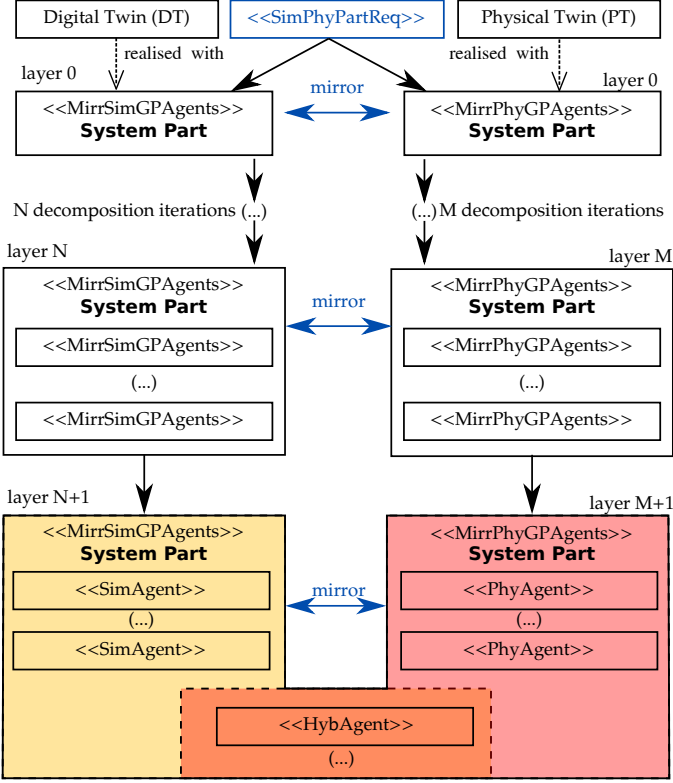 Digital Twin (DT)
<<SimPhyPartReq>>
Physical Twin (PT)
realised with
realised with
layer 0
layer 0
<<MirrSimGPAgents>>
System Part
mirror
<<MirrPhyGPAgents>>
System Part
N decomposition iterations (...)
(...) M decomposition iterations
layer N
layer M
<<MirrSimGPAgents>>
System Part
<<MirrSimGPAgents>>
(...)
<<MirrSimGPAgents>>
mirror
<<MirrPhyGPAgents>>
System Part
<<MirrPhyGPAgents>>
(...)
<<MirrPhyGPAgents>>
layer N+1
layer M+1
<<MirrSimGPAgents>>
System Part
<<SimAgent>>
(...)
<<SimAgent>>
mirror
<<MirrPhyGPAgents>>
System Part
<<PhyAgent>>
(...)
<<PhyAgent>>
<<HybAgent>>
(...)